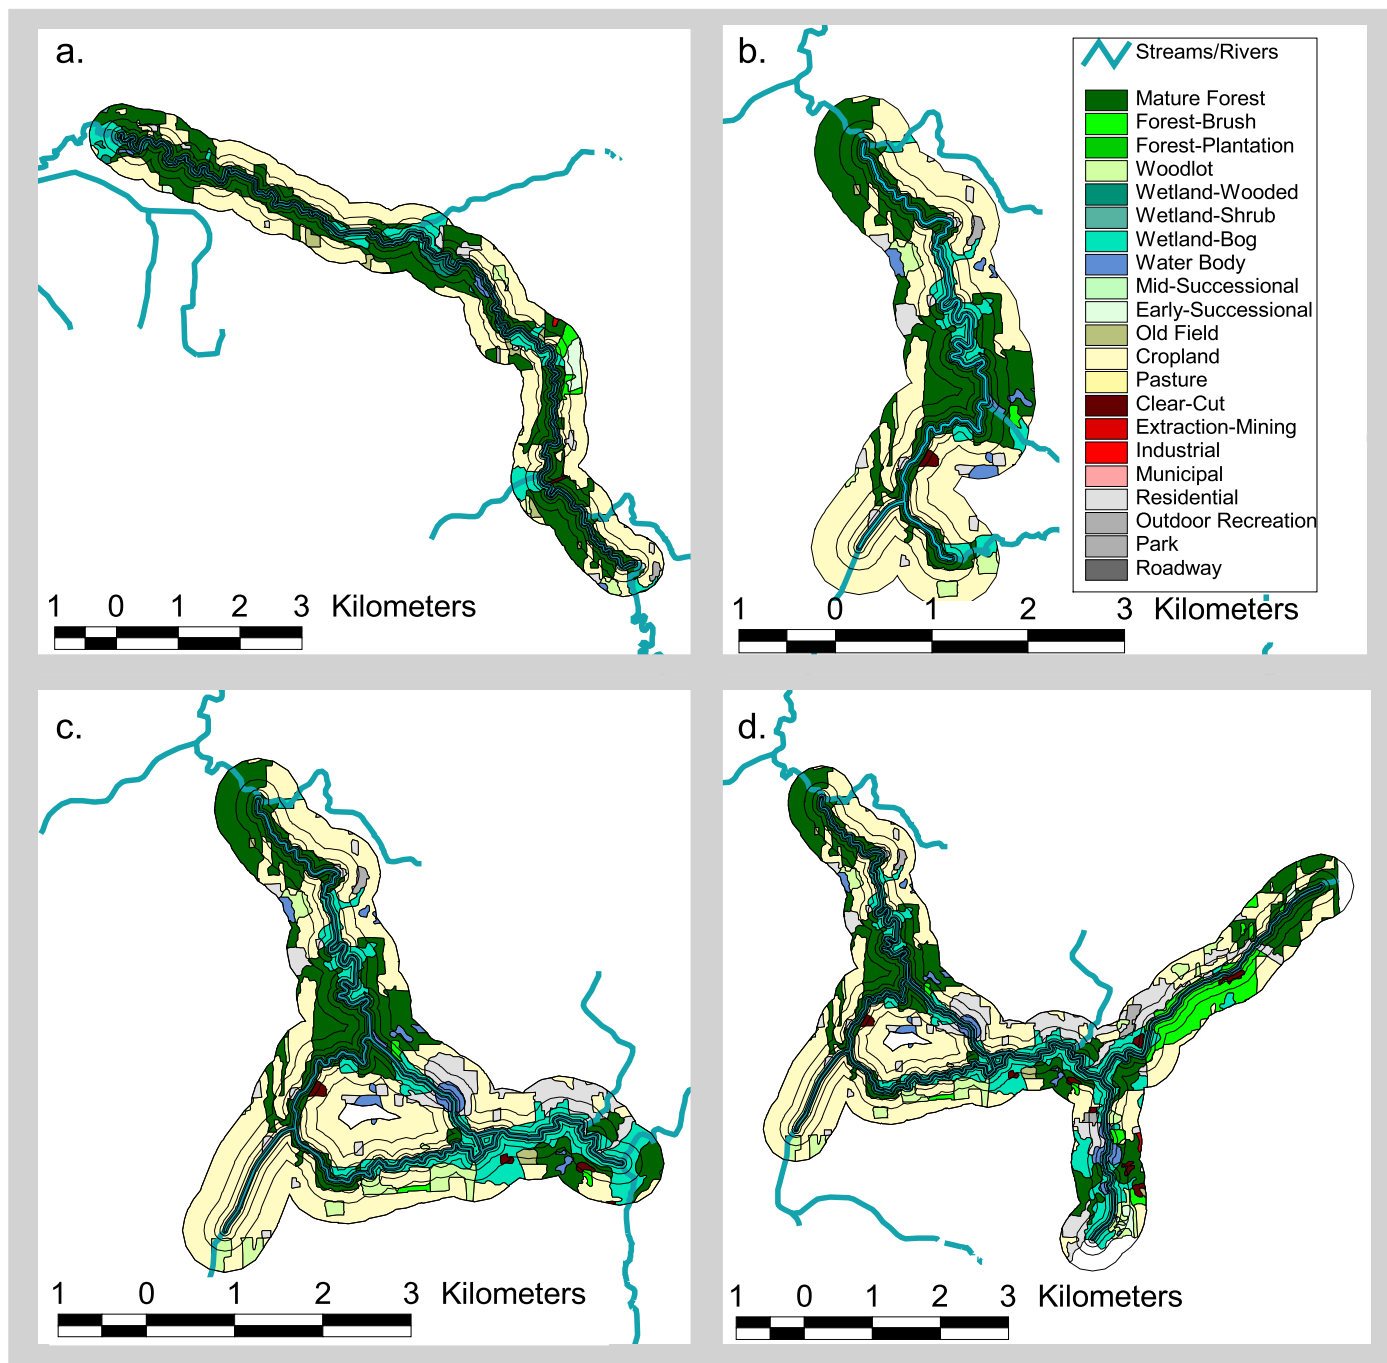 a.
1 0 1 2 3 Kilometers
b.
Streams/Rivers
Mature Forest
Forest-Brush
Forest-Plantation
Woodlot
Wetland-Wooded
Wetland-Shrub
Wetland-Bog
Water Body
Mid-Successional
Early-Successional
Old Field
Cropland
Pasture
Clear-Cut
Extraction-Mining
Industrial
Municipal
Residential
Outdoor Recreation
Park
Roadway
1 0 1 2 3 Kilometers
c.
1 0 1 2 3 Kilometers
d.
1 0 1 2 3 Kilometers